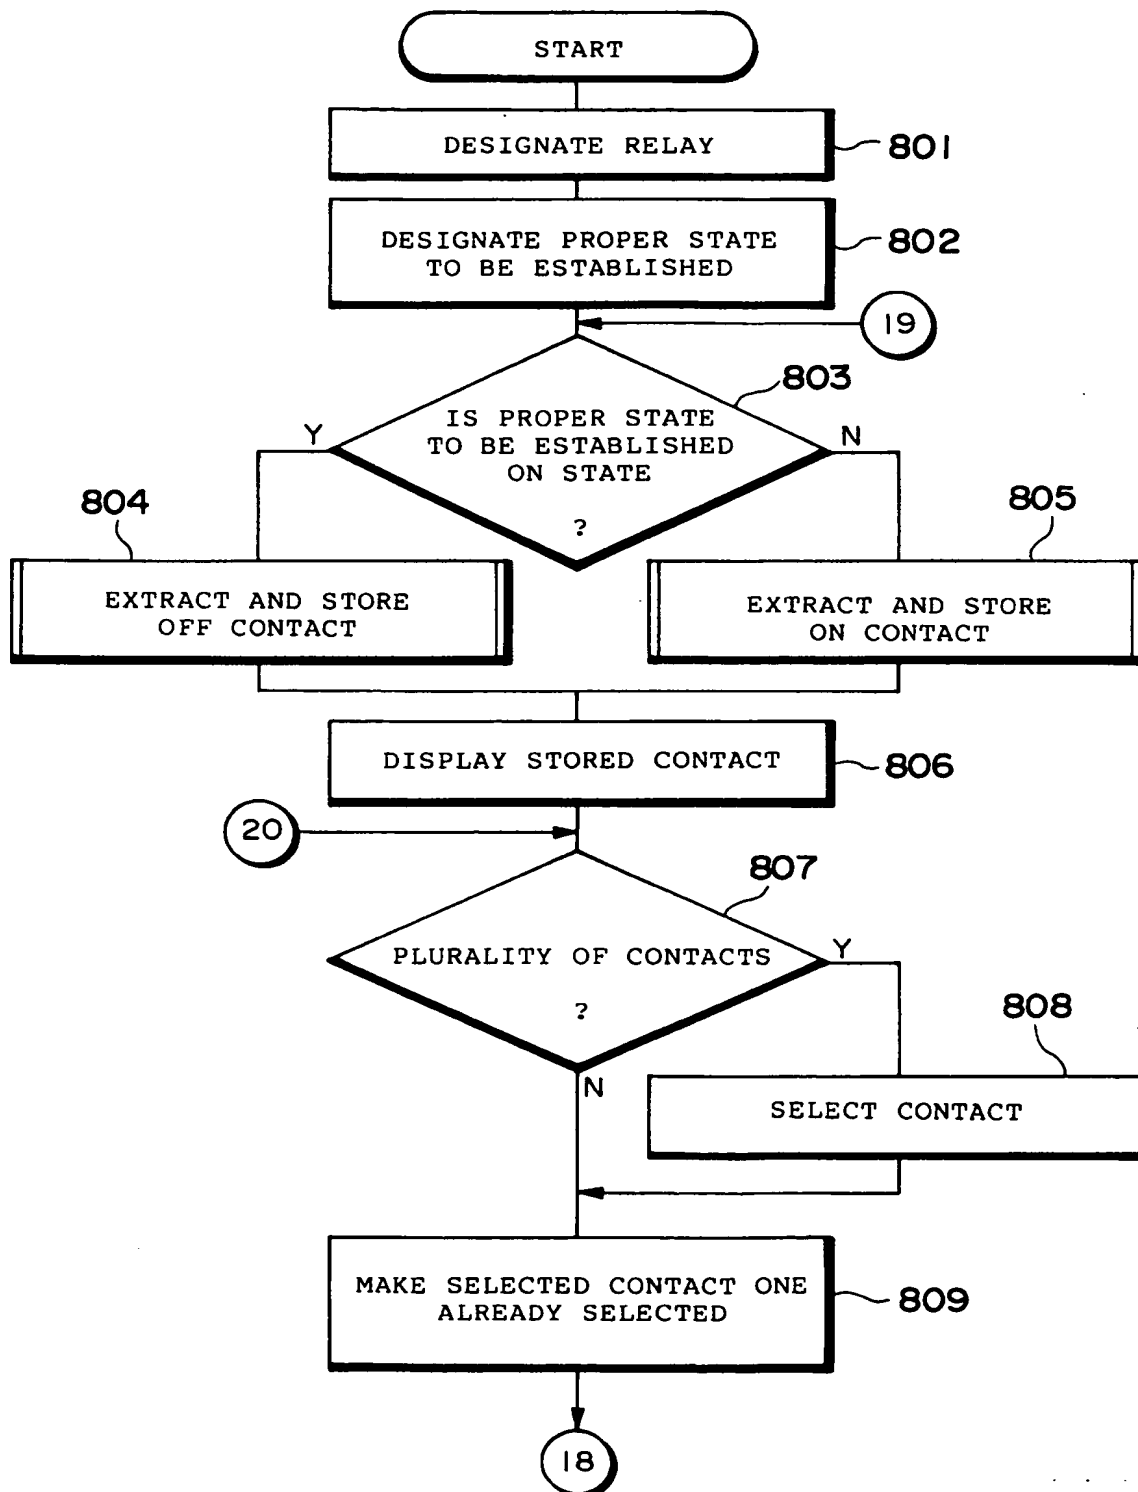 START
DESIGNATE RELAY
801
DESIGNATE PROPER STATE
TO BE ESTABLISHED
802
19
803
IS PROPER STATE
TO BE ESTABLISHED
ON STATE
?
Y
N
804
805
EXTRACT AND STORE
OFF CONTACT
EXTRACT AND STORE
ON CONTACT
DISPLAY STORED CONTACT
806
20
807
PLURALITY OF CONTACTS
?
Y
N
808
SELECT CONTACT
MAKE SELECTED CONTACT ONE
ALREADY SELECTED
809
18